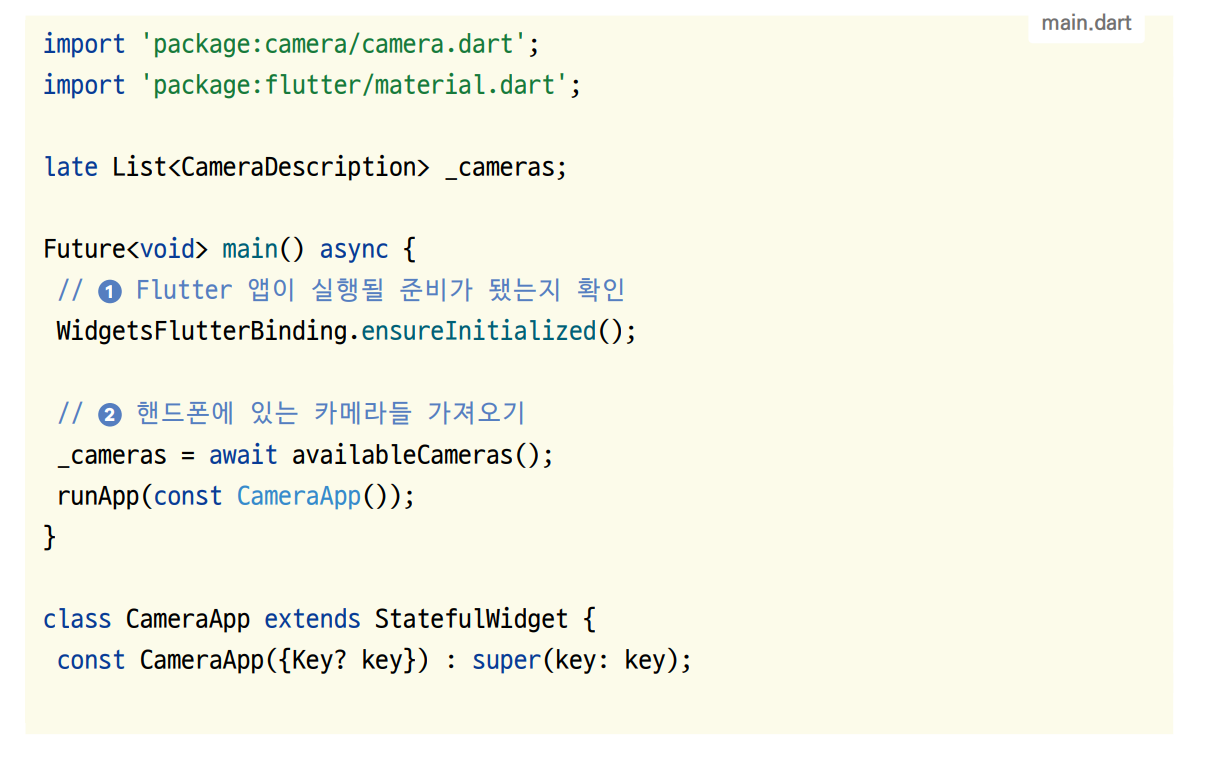 main.dart
import 'package:camera/camera.dart';
import 'package:flutter/material.dart';
late List<CameraDescription> _cameras;
Future<void> main() async {
// ❶ Flutter 앱이 실행될 준비가 됐는지 확인
WidgetsFlutterBinding.ensureInitialized();
// ❷ 핸드폰에 있는 카메라들 가져오기
_cameras = await availableCameras();
runApp(const CameraApp());
}
class CameraApp extends StatefulWidget {
const CameraApp({Key? key}) : super(key: key);